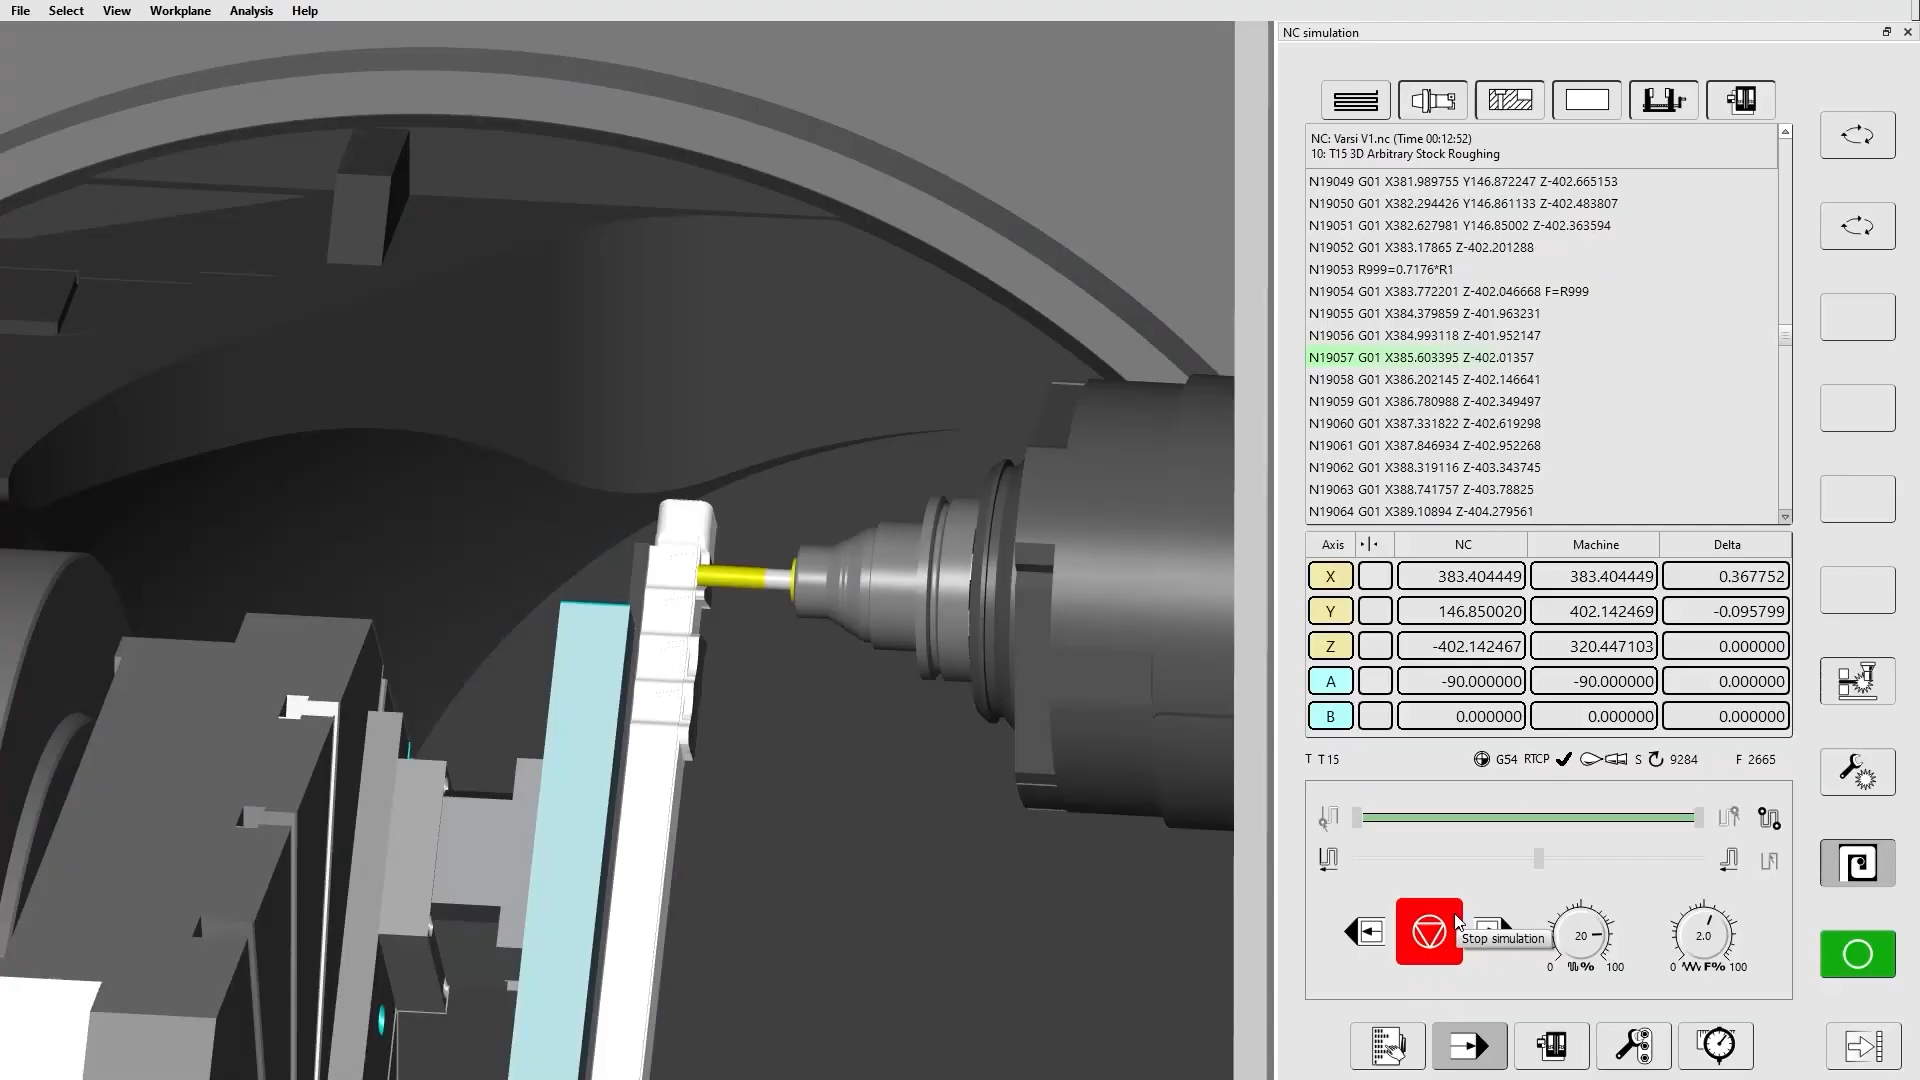 File Select View Workplane Analysis Help
NC simulation
NC: Varsi V1.nc (Time 00:12:52)
10: T15 3D Arbitrary Stock Roughing
N19049 G01 X381.989755 Y146.872247 Z-402.665153
N19050 G01 X382.294426 Y146.861133 Z-402.483807
N19051 G01 X382.627981 Y146.85002 Z-402.363594
N19052 G01 X383.17865 Z-402.201288
N19053 R999=0.7176*R1
N19054 G01 X383.772201 Z-402.046668 F=R999
N19055 G01 X384.379859 Z-401.963231
N19056 G01 X384.993118 Z-401.952147
N19057 G01 X385.603395 Z-402.01357
N19058 G01 X386.202145 Z-402.146641
N19059 G01 X386.780988 Z-402.349497
N19060 G01 X387.331822 Z-402.619298
N19061 G01 X387.846934 Z-402.952268
N19062 G01 X388.319116 Z-403.343745
N19063 G01 X388.741757 Z-403.78825
N19064 G01 X389.10894 Z-404.279561
Axis NC Machine Delta
X 383.404449 383.404449 0.367752
Y 146.850020 402.142469 -0.095799
Z -402.142467 320.447103 0.000000
A -90.000000 -90.000000 0.000000
B 0.000000 0.000000 0.000000
T T15 G54 RTCP S 9284 F 2665
20 2.0
Stop simulation
0 % 100 0 F% 100